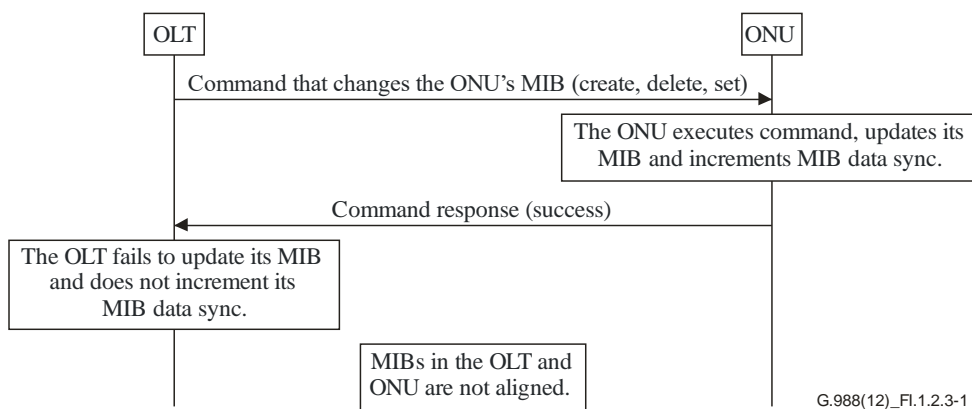 OLT
ONU
Command that changes the ONU's MIB (create, delete, set)
The ONU executes command, updates its
MIB and increments MIB data sync.
Command response (success)
The OLT fails to update its MIB
and does not increment its
MIB data sync.
MIBs in the OLT and
ONU are not aligned.
G.988(12)_FI.1.2.3-1